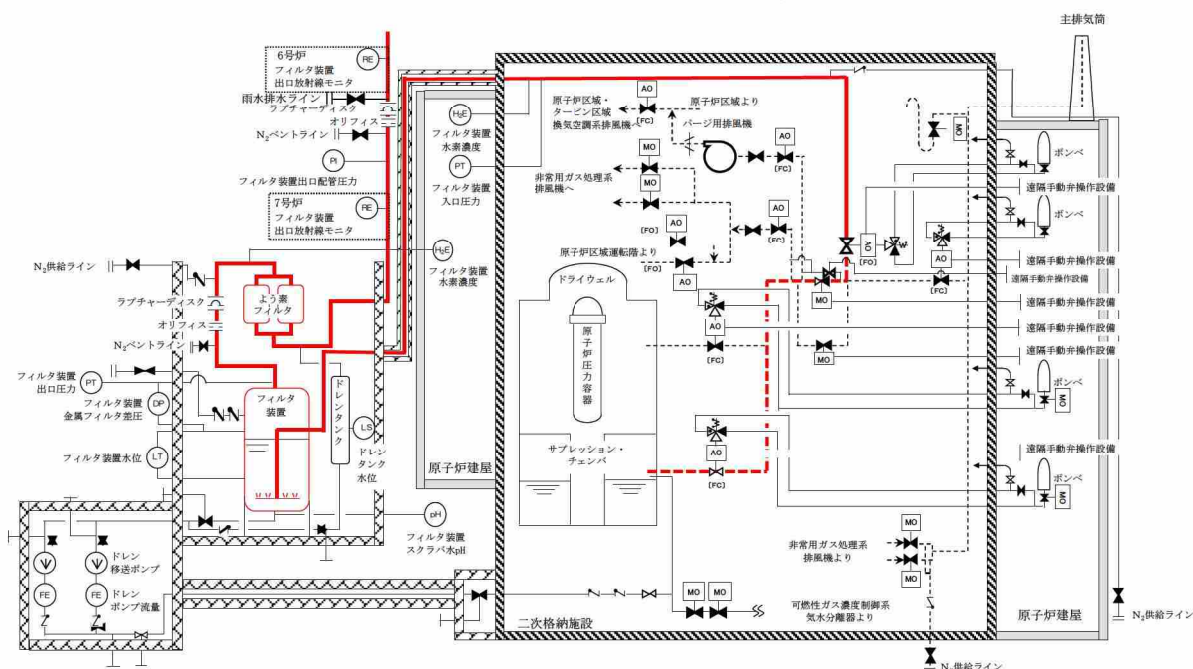 6号炉
フィルタ装置
出口放射線モニタ
RE
雨水排水ライン
ラプチャーディスク
オリフィス
N₂ベントライン
PI
フィルタ装置出口配管圧力
7号炉
フィルタ装置
出口放射線モニタ
RE
H₂E
フィルタ装置
水素濃度
PT
フィルタ装置
入口圧力
H₂E
フィルタ装置
水素濃度
N₂供給ライン
ラプチャーディスク
よう素
フィルタ
オリフィス
N₂ベントライン
フィルタ装置
出口圧力
PT
フィルタ装置
金属フィルタ差圧
DP
フィルタ装置水位
LT
フィルタ
装置
ドレンタンク
LS
ドレン
タンク
水位
原子炉建屋
pH
フィルタ装置
スクラバ水pH
ドレン
移送ポンプ
FE
FE
ドレン
ポンプ流量
主排気筒
原子炉区域・
タービン区域
換気空調系排風機へ
AO
[FC]
原子炉区域より
パージ用排風機
AO
[FC]
MO
非常用ガス処理系
排風機へ
MO
MO
AO
[FC]
[FO]
AO
原子炉区域運転階より
[FO]
AO
AO
[FO]
AO
[FC]
MO
ドライウェル
原子炉圧力容器
サプレッション・
チェンバ
AO
[FC]
MO
AO
[FC]
ボンベ
遠隔手動弁操作設備
ボンベ
遠隔手動弁操作設備
遠隔手動弁操作設備
遠隔手動弁操作設備
遠隔手動弁操作設備
遠隔手動弁操作設備
遠隔手動弁操作設備
ボンベ
MO
遠隔手動弁操作設備
ボンベ
MO
MO
非常用ガス処理系
排風機より
MO
MO
MO
可燃性ガス濃度制御系
気水分離器より
二次格納施設
原子炉建屋
N₂供給ライン
N₂供給ライン